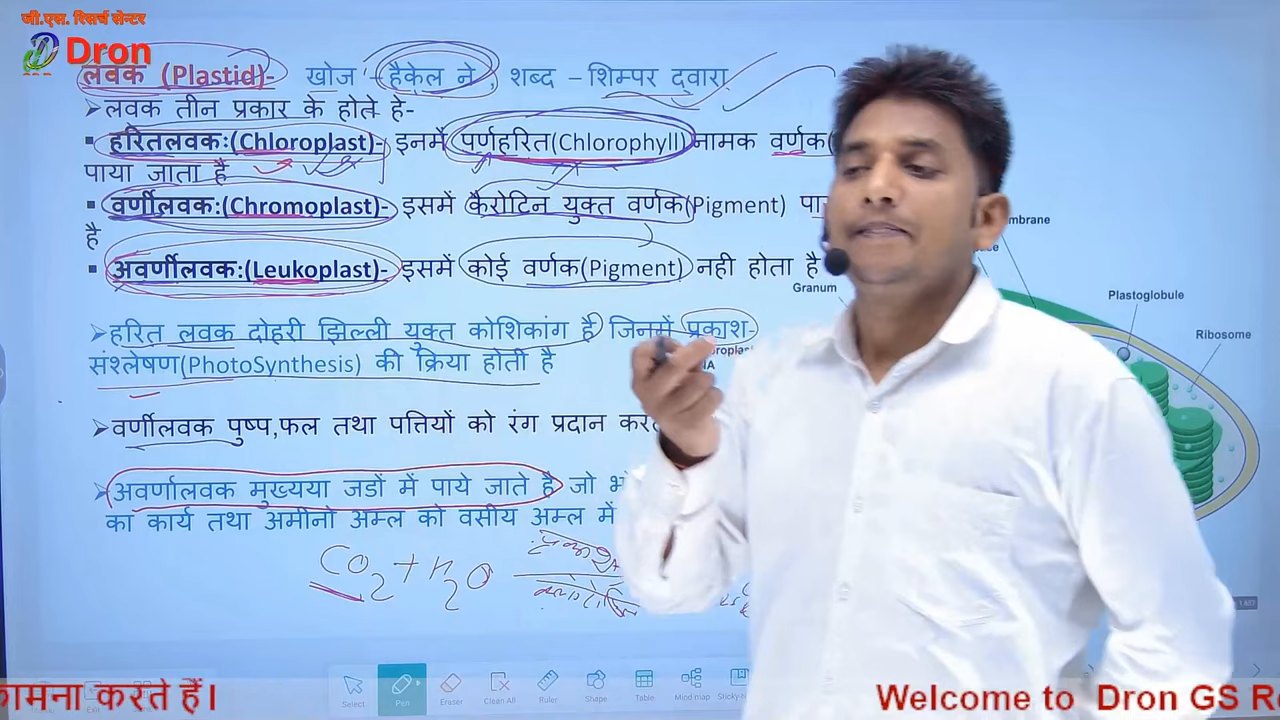 जी.एस. रिसर्च सेन्टर
Dron
लवक (Plastid)- खोज – हैकेल ने , शब्द – शिम्पर द्वारा
➢लवक तीन प्रकार के होते हे-
▪ हरितलवक:(Chloroplast)- इनमें पर्णहरित(Chlorophyll) नामक वर्णक(
पाया जाता है
▪ वर्णीलवक:(Chromoplast)- इसमें कैरोटिन युक्त वर्णक(Pigment) पा
है
▪ अवर्णीलवक:(Leukoplast)- इसमें कोई वर्णक(Pigment) नही होता है
➢हरित लवक दोहरी झिल्ली युक्त कोशिकांग है जिनमें प्रकाश-
संश्लेषण(PhotoSynthesis) की क्रिया होती है
➢वर्णीलवक पुष्प,फल तथा पत्तियों को रंग प्रदान कर
➢अवर्णालवक मुख्यया जडों में पाये जाते है जो
का कार्य तथा अमीनो अम्ल को वसीय अम्ल में
CO2 + H2O
mbrane
Granum
Plastoglobule
Ribosome
Select Pen Eraser Clean All Ruler Shape Table Mind map
कामना करते हैं। Welcome to Dron GS R